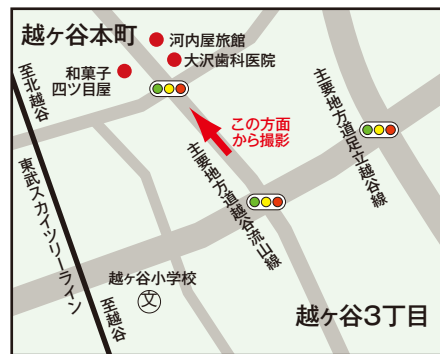 越ヶ谷本町
河内屋旅館
大沢歯科医院
和菓子
四ツ目屋
至北越谷
この方面
から撮影
主要地方道足立越谷線
主要地方道越谷流山線
東武スカイツリーライン
越ヶ谷小学校
文
至越谷
越ヶ谷3丁目